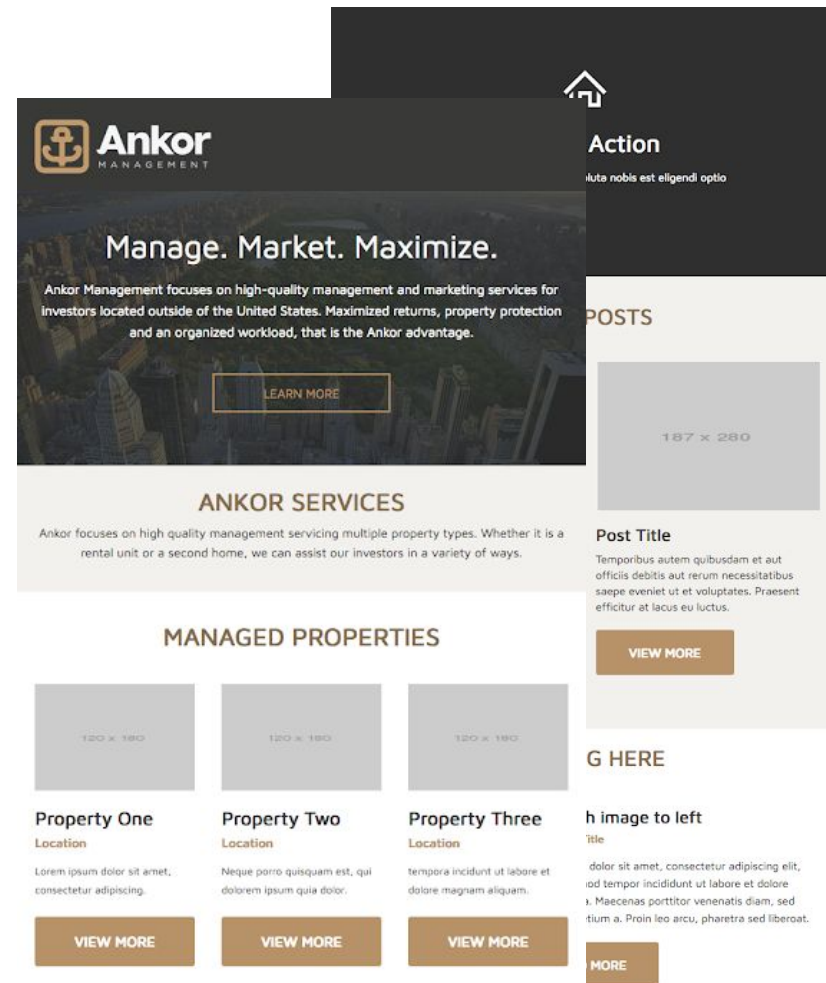 Ankor
MANAGEMENT
Manage. Market. Maximize.
Ankor Management focuses on high-quality management and marketing services for
investors located outside of the United States. Maximized returns, property protection
and an organized workload, that is the Ankor advantage.
LEARN MORE
ANKOR SERVICES
Ankor focuses on high quality management servicing multiple property types. Whether it is a
rental unit or a second home, we can assist our investors in a variety of ways.
MANAGED PROPERTIES
120 x 180
120 x 180
120 x 180
Property One
Property Two
Property Three
Location
Location
Location
Lorem ipsum dolor sit amet,
consectetur adipiscing.
Neque porro quisquam est, qui
dolorem ipsum quia dolor.
tempora incidunt ut labore et
dolore magnam aliquam.
VIEW MORE
VIEW MORE
VIEW MORE
Action
nobis est eligendi optio
POSTS
187 x 280
Post Title
Temporibus autem quibusdam et aut
officiis debitis aut rerum necessitatibus
saepe eveniet ut et voluptates. Praesent
efficitur at lacus eu luctus.
VIEW MORE
G HERE
h image to left
Title
dolor sit amet, consectetur adipiscing elit,
tempor incididunt ut labore et dolore
Maecenas porttitor venenatis diam, sed
a. Proin leo arcu, pharetra sed liberoat.
MORE